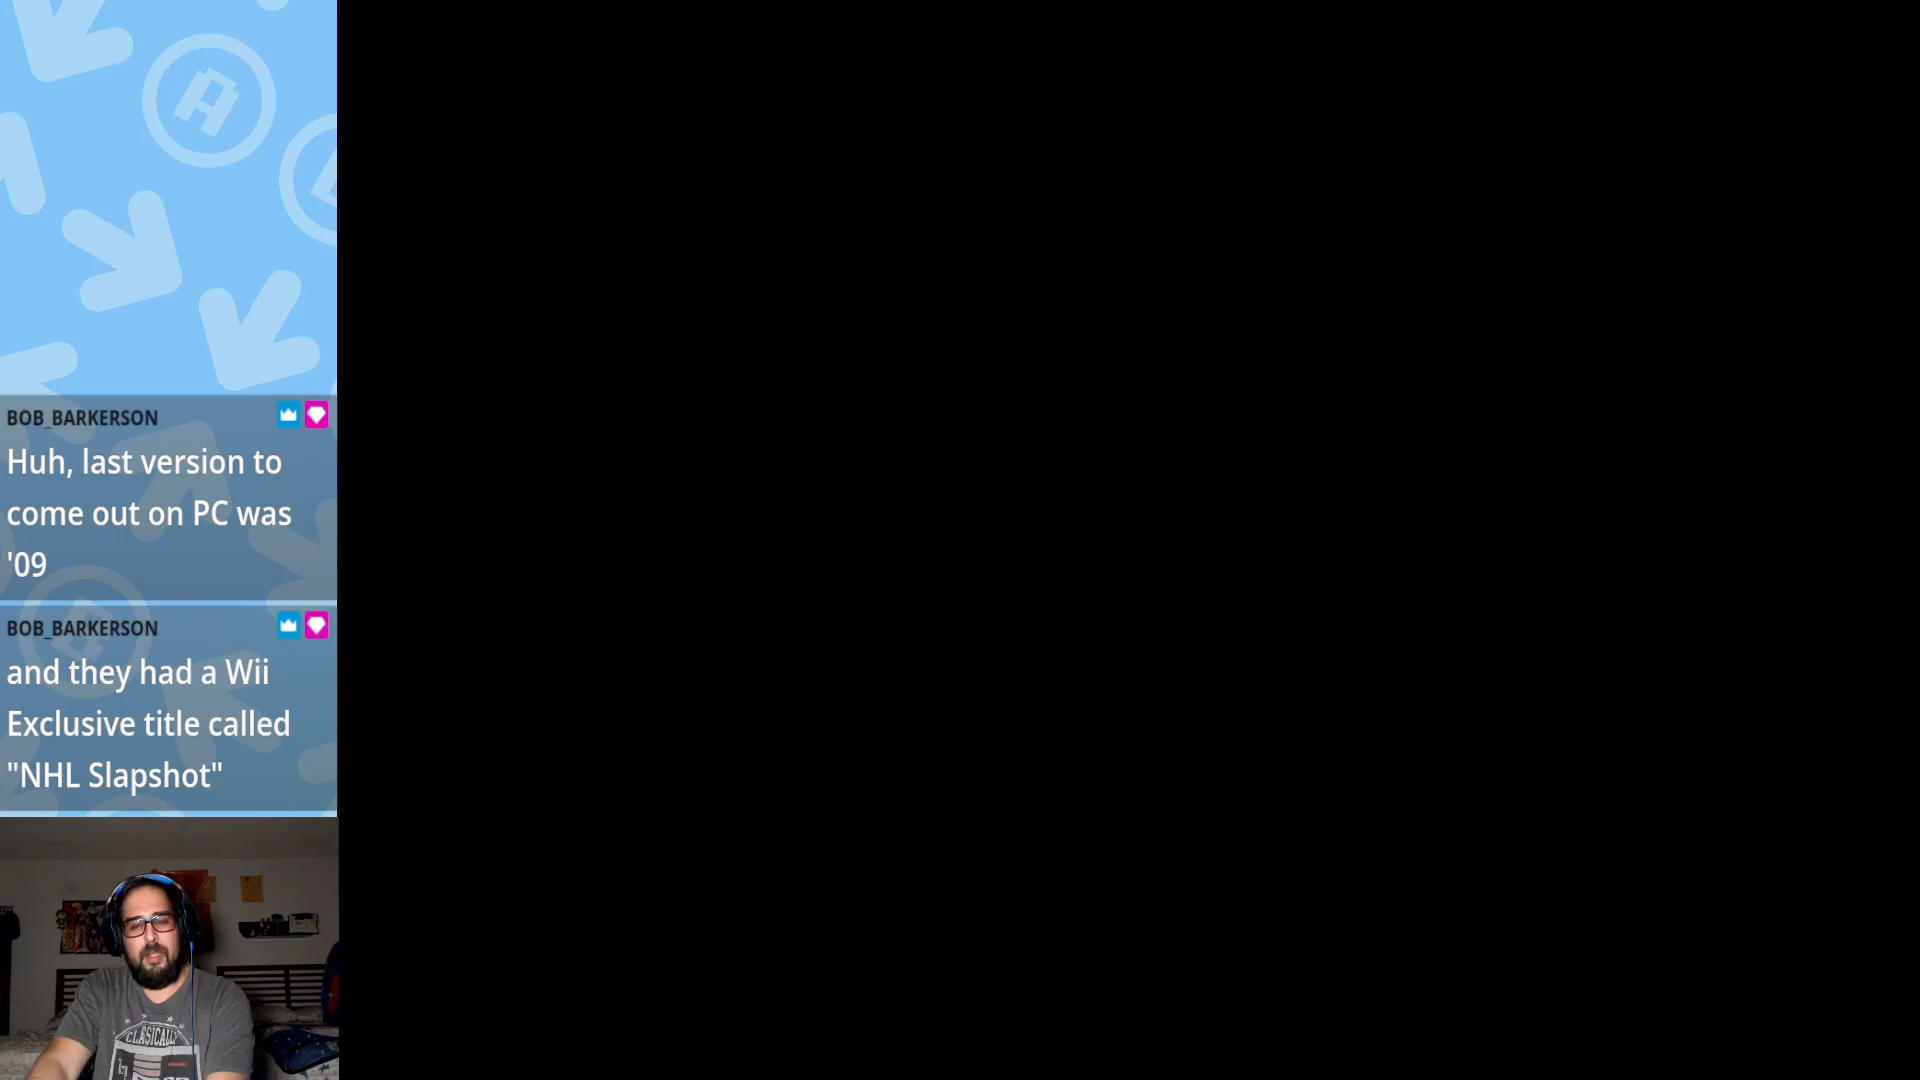 BOB_BARKERSON
Huh, last version to
come out on PC was
'09
BOB_BARKERSON
and they had a Wii
Exclusive title called
"NHL Slapshot"
CLASSICALLY